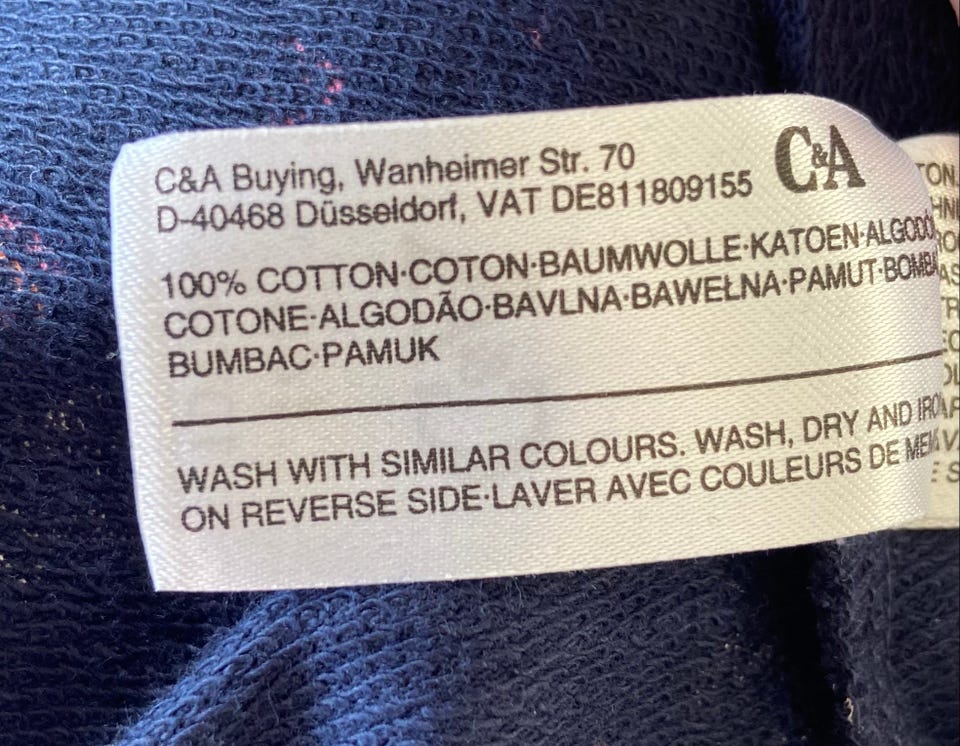 C&A
C&A Buying, Wanheimer Str. 70
D-40468 Düsseldorf, VAT DE811809155
100% COTTON·COTON·BAUMWOLLE·KATOEN·
COTONE·ALGODÃO·BAVLNA·BAWEŁNA·PAMUT·
BUMBAC·PAMUK
WASH WITH SIMILAR COLOURS. WASH, DRY AND
ON REVERSE SIDE·LAVER AVEC COULEURS DE